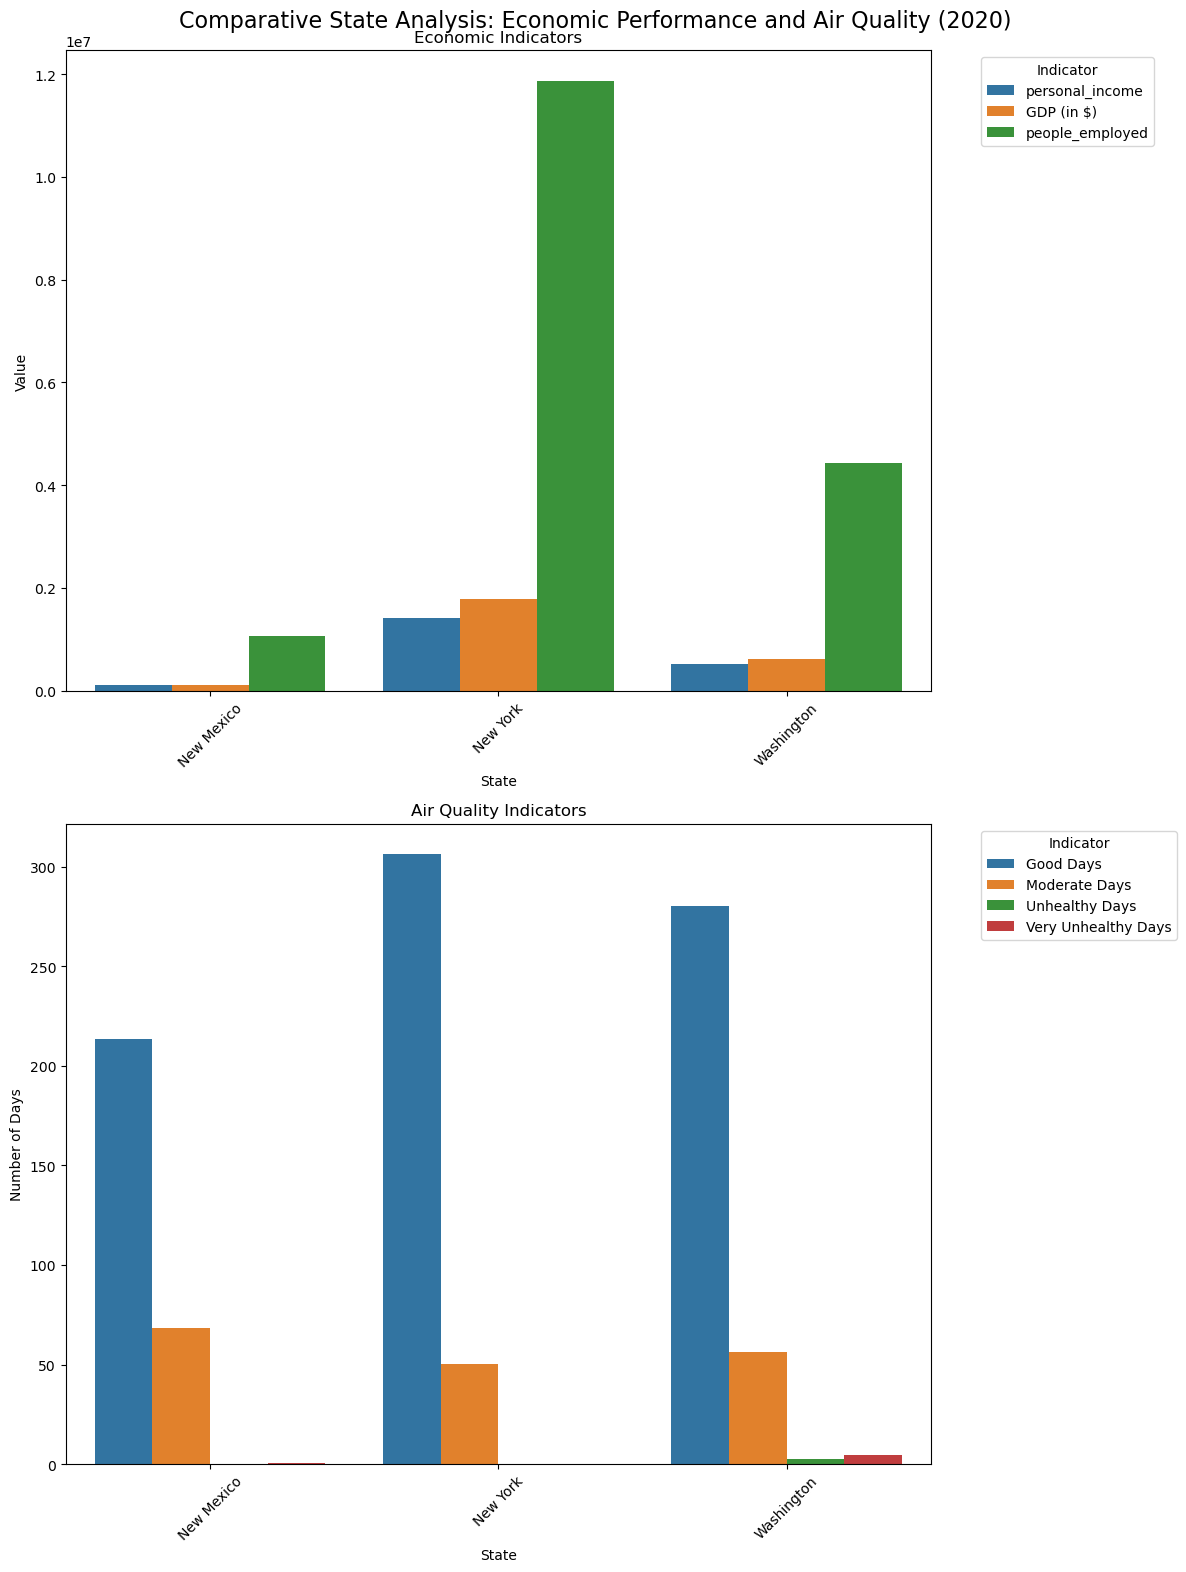 Comparative State Analysis: Economic Performance and Air Quality (2020)
Economic Indicators
1e7
1.2
1.0
0.8
0.6
0.4
0.2
0.0
Value
New Mexico
New York
Washington
State
Indicator
personal_income
GDP (in $)
people_employed
Air Quality Indicators
300
250
200
150
100
50
0
Number of Days
New Mexico
New York
Washington
State
Indicator
Good Days
Moderate Days
Unhealthy Days
Very Unhealthy Days